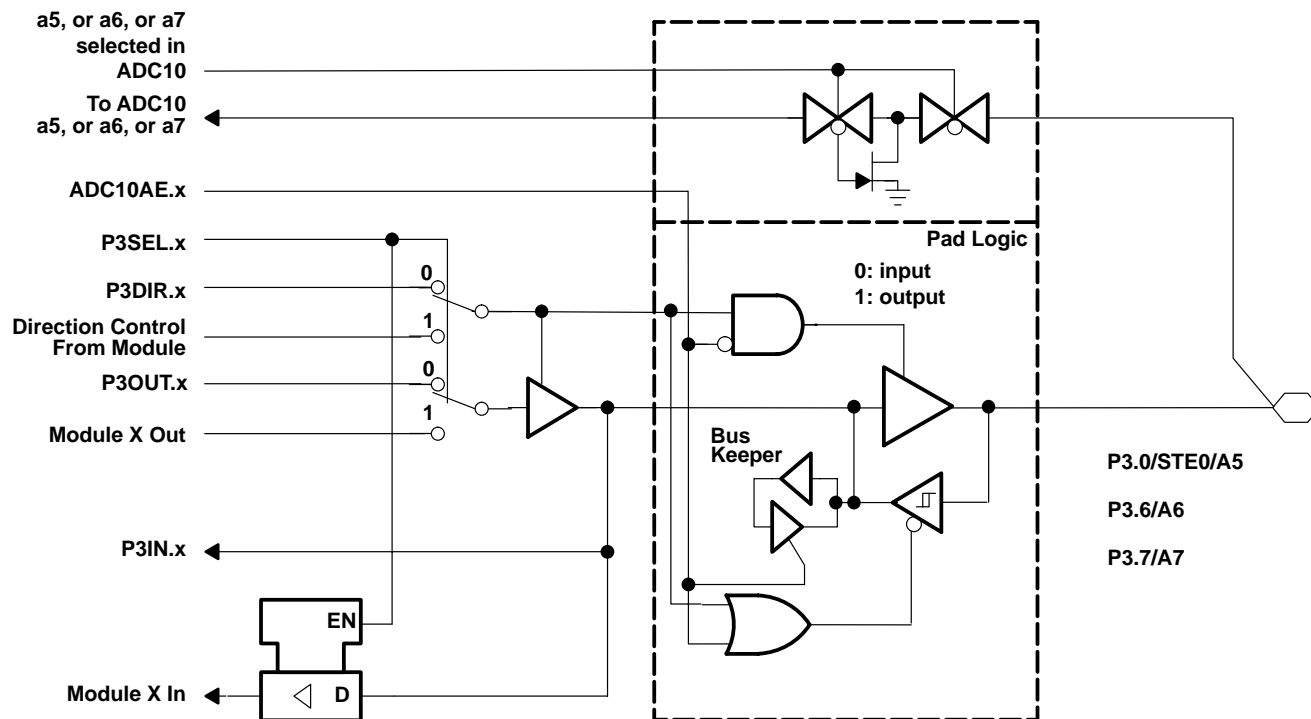 a5, or a6, or a7
selected in
ADC10
To ADC10
a5, or a6, or a7
ADC10AE.x
P3SEL.x
Pad Logic
0
0: input
P3DIR.x
1: output
Direction Control
From Module
1
P3OUT.x
0
1
Module X Out
Bus
Keeper
P3.0/STE0/A5
P3.6/A6
P3IN.x
P3.7/A7
EN
Module X In
D